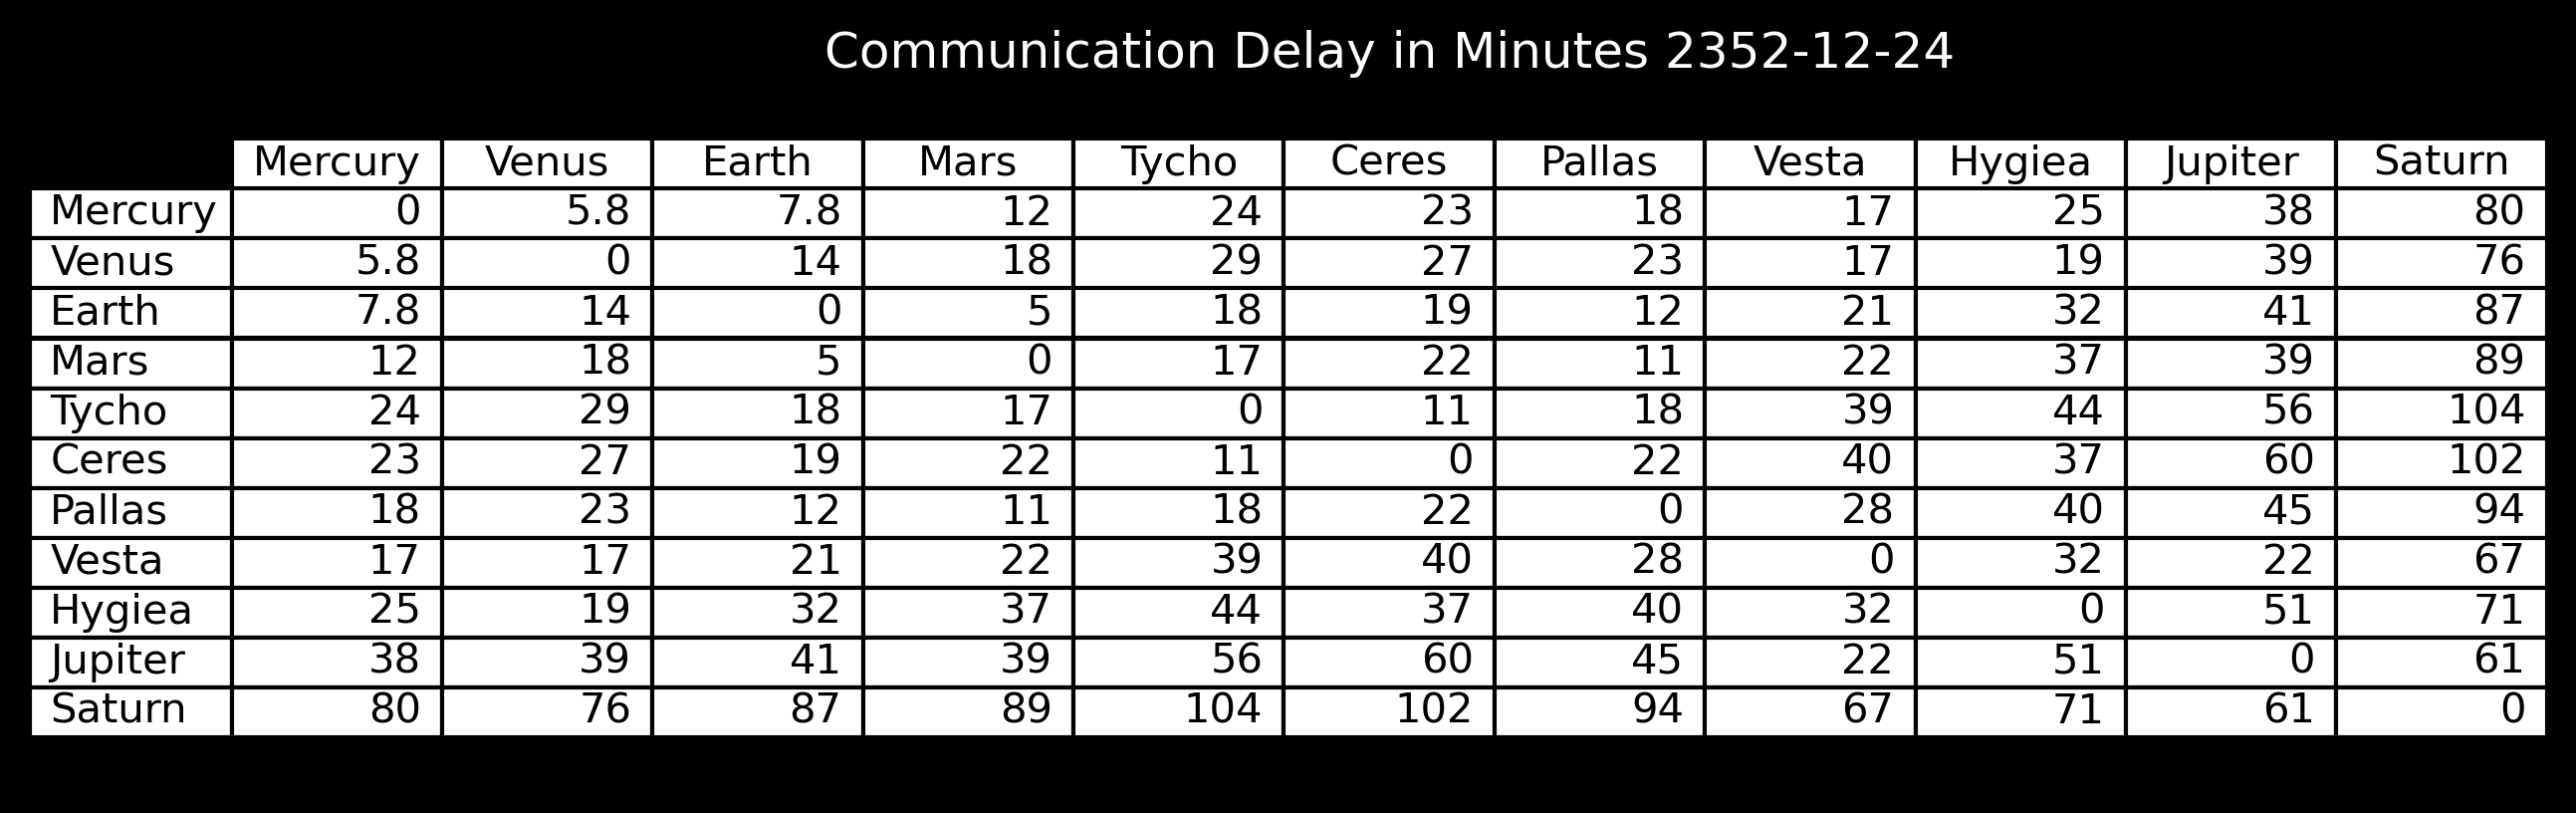 Communication Delay in Minutes 2352-12-24
Mercury Venus Earth Mars Tycho Ceres Pallas Vesta Hygiea Jupiter Saturn
Mercury 0 5.8 7.8 12 24 23 18 17 25 38 80
Venus 5.8 0 14 18 29 27 23 17 19 39 76
Earth 7.8 14 0 5 18 19 12 21 32 41 87
Mars 12 18 5 0 17 22 11 22 37 39 89
Tycho 24 29 18 17 0 11 18 39 44 56 104
Ceres 23 27 19 22 11 0 22 40 37 60 102
Pallas 18 23 12 11 18 22 0 28 40 45 94
Vesta 17 17 21 22 39 40 28 0 32 22 67
Hygiea 25 19 32 37 44 37 40 32 0 51 71
Jupiter 38 39 41 39 56 60 45 22 51 0 61
Saturn 80 76 87 89 104 102 94 67 71 61 0